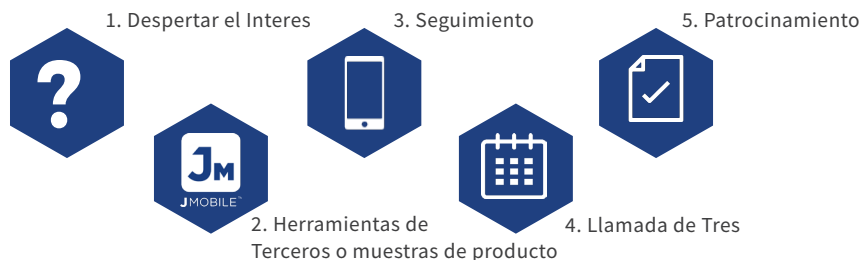 1. Despertar el Interes
3. Seguimiento
5. Patrocinamiento
?
JM
JMOBILE™
2. Herramientas de
Terceros o muestras de producto
4. Llamada de Tres